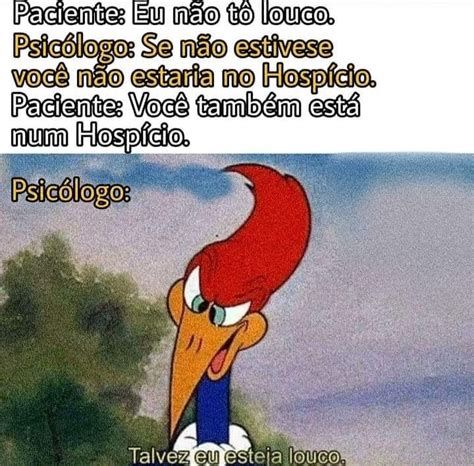 Paciente: Eu não tô louco.
Psicólogo: Se não estivese
você não estaria no Hospício.
Paciente: Você também está
num Hospício.
Psicólogo:
Talvez eu esteja louco.